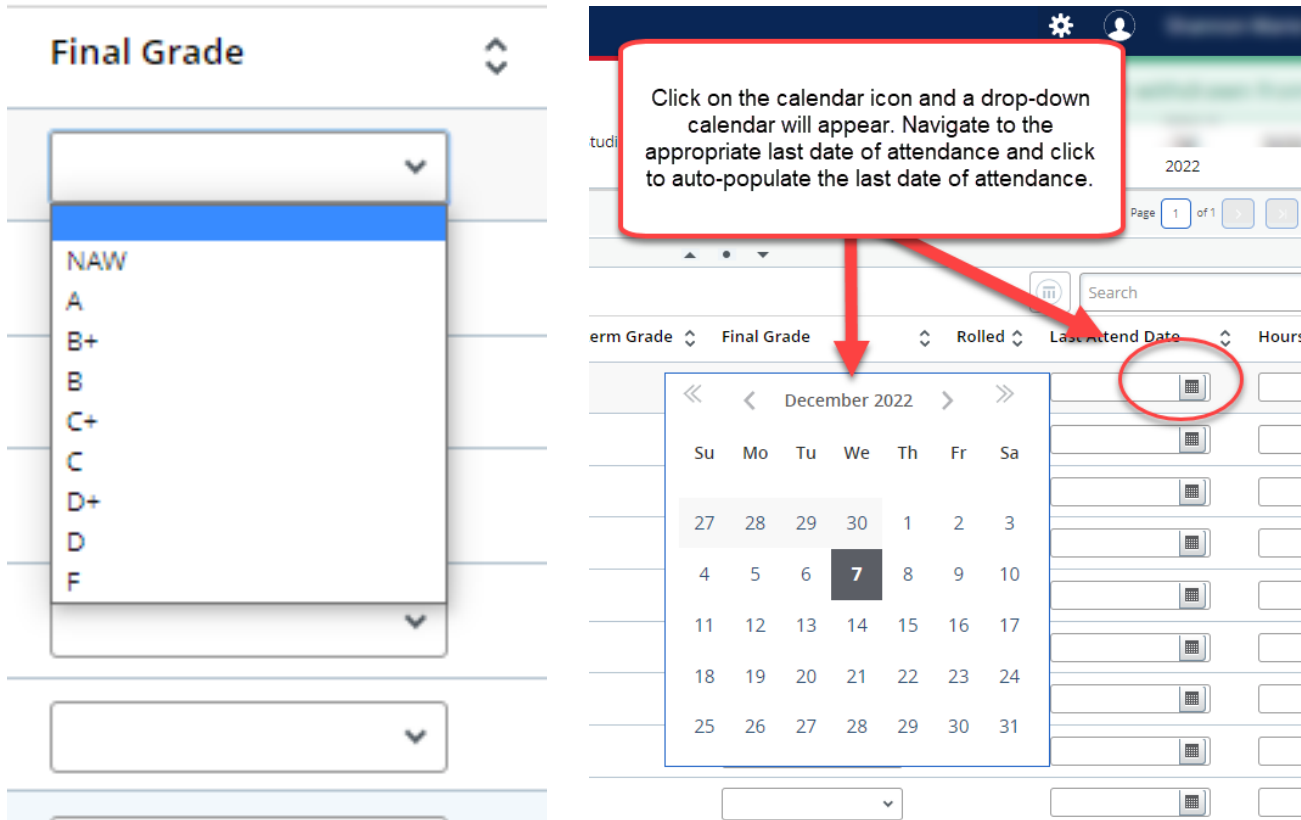 Final Grade
NAW
A
B+
B
C+
C
D+
D
F
Click on the calendar icon and a drop-down
calendar will appear. Navigate to the
appropriate last date of attendance and click
to auto-populate the last date of attendance.
tudi
2022
Page 1 of 1
Search
erm Grade Final Grade Rolled Last Attend Date Hours
December 2022
Su Mo Tu We Th Fr Sa
27 28 29 30 1 2 3
4 5 6 7 8 9 10
11 12 13 14 15 16 17
18 19 20 21 22 23 24
25 26 27 28 29 30 31